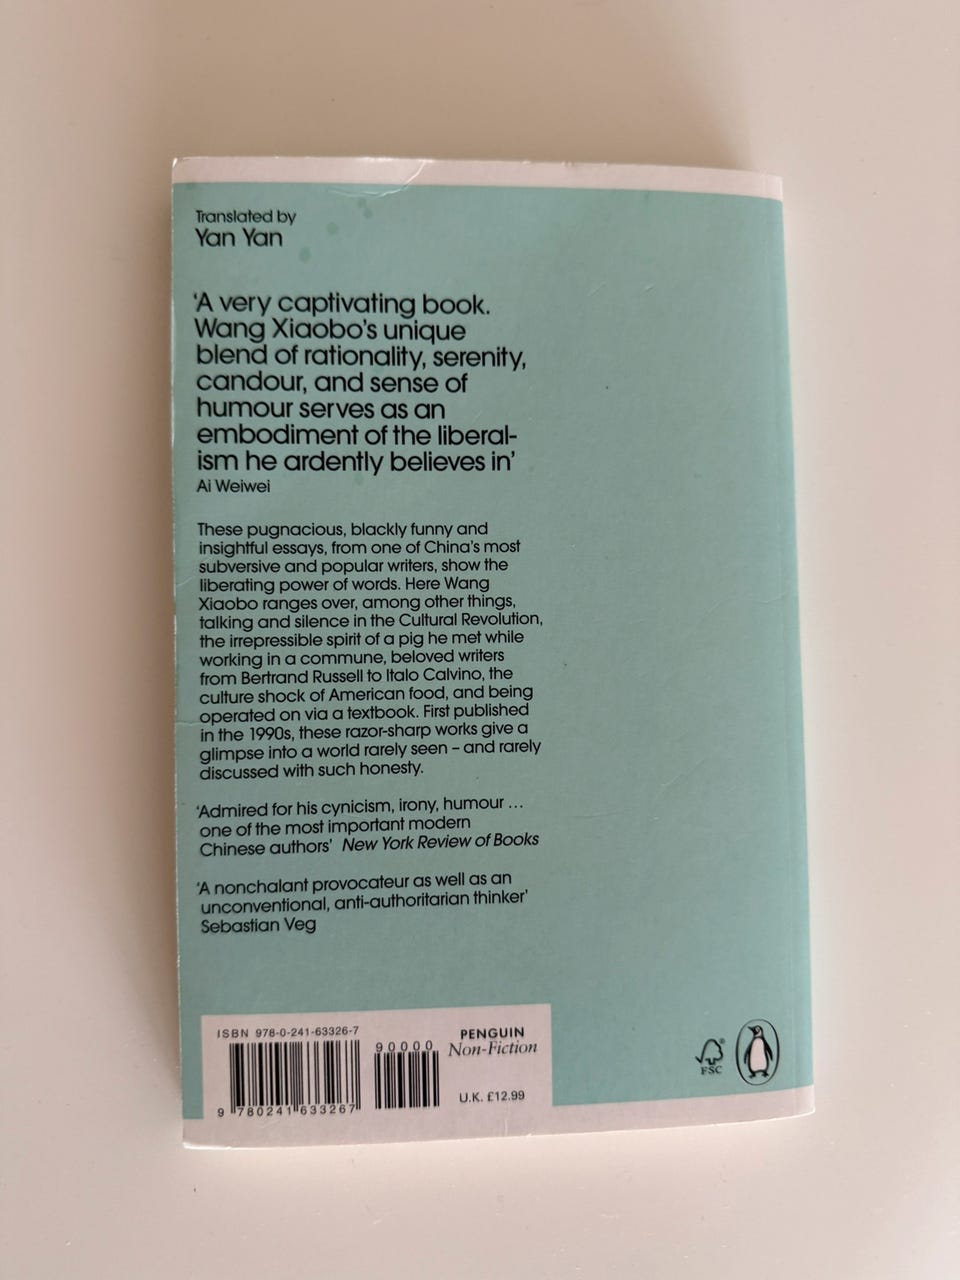 Translated by
Yan Yan
‘A very captivating book.
Wang Xiaobo’s unique
blend of rationality, serenity,
candour, and sense of
humour serves as an
embodiment of the liberal-
ism he ardently believes in’
Ai Weiwei
These pugnacious, blackly funny and
insightful essays, from one of China’s most
subversive and popular writers, show the
liberating power of words. Here Wang
Xiaobo ranges over, among other things,
talking and silence in the Cultural Revolution,
the irrepressible spirit of a pig he met while
working in a commune, beloved writers
from Bertrand Russell to Italo Calvino, the
culture shock of American food, and being
operated on via a textbook. First published
in the 1990s, these razor-sharp works give a
glimpse into a world rarely seen – and rarely
discussed with such honesty.
‘Admired for his cynicism, irony, humour …
one of the most important modern
Chinese authors’ New York Review of Books
‘A nonchalant provocateur as well as an
unconventional, anti-authoritarian thinker’
Sebastian Veg
ISBN 978-0-241-63326-7
90000
9 780241 633267
PENGUIN
Non-Fiction
U.K. £12.99
FSC